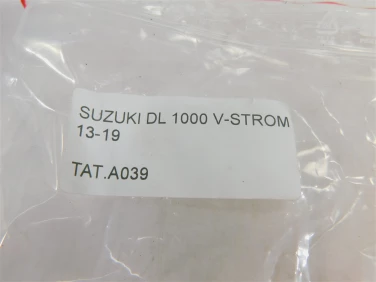 SUZUKI DL 1000 V-STROM
13-19
TAT.A039